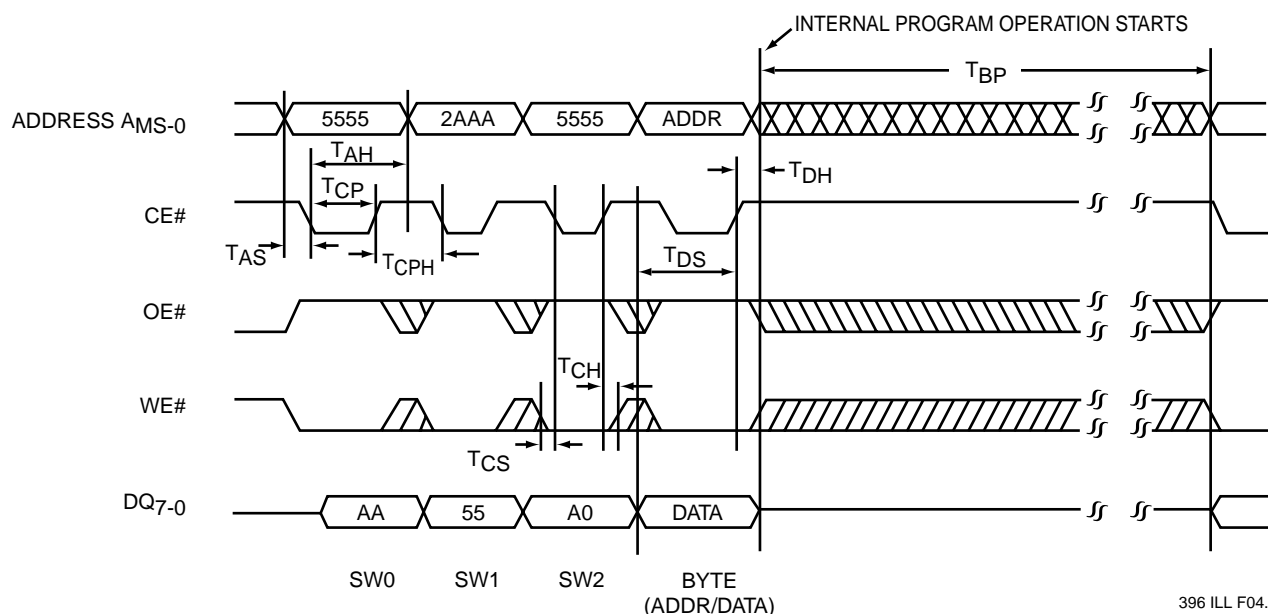 INTERNAL PROGRAM OPERATION STARTS
TBP
ADDRESS AMS-0
5555
2AAA
5555
ADDR
TAH
TDH
TCP
CE#
TAS
TCPH
TDS
OE#
TCH
WE#
TCS
DQ7-0
AA
55
A0
DATA
SW0
SW1
SW2
BYTE
(ADDR/DATA)
396 ILL F04.